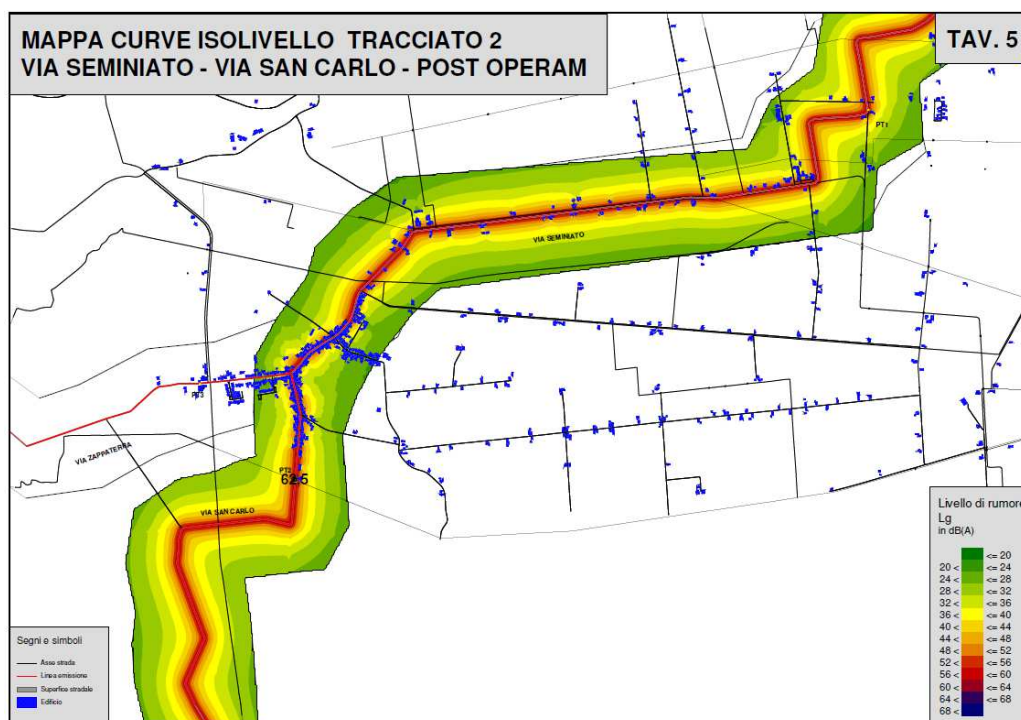 MAPPA CURVE ISOLIVELLO TRACCIATO 2
VIA SEMINIATO - VIA SAN CARLO - POST OPERAM
TAV. 5
PT1
VIA SEMINIATO
PT3
VIA ZAPPATERRA
PT2
62.5
VIA SAN CARLO
Segni e simboli
Asse strada
Linea emissione
Superfice stradale
Edificio
Livello di rumore
Lg
in dB(A)
<= 20
20 < <= 24
24 < <= 28
28 < <= 32
32 < <= 36
36 < <= 40
40 < <= 44
44 < <= 48
48 < <= 52
52 < <= 56
56 < <= 60
60 < <= 64
64 < <= 68
68 <